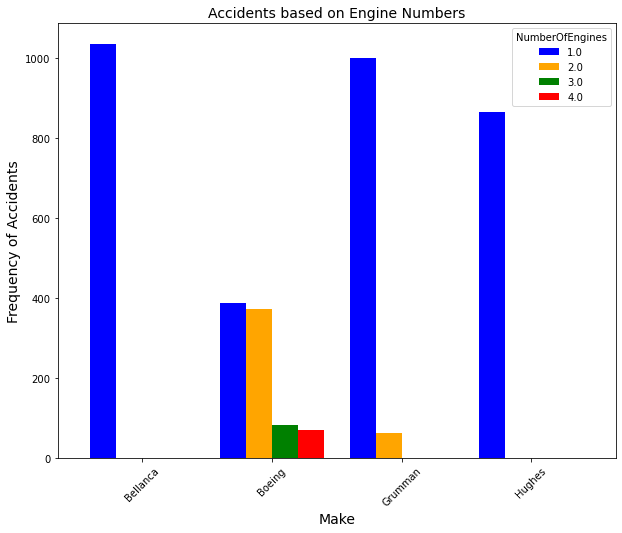 Accidents based on Engine Numbers
NumberOfEngines
1.0
2.0
3.0
4.0
Frequency of Accidents
1000
800
600
400
200
0
Bellanca
Boeing
Grumman
Hughes
Make